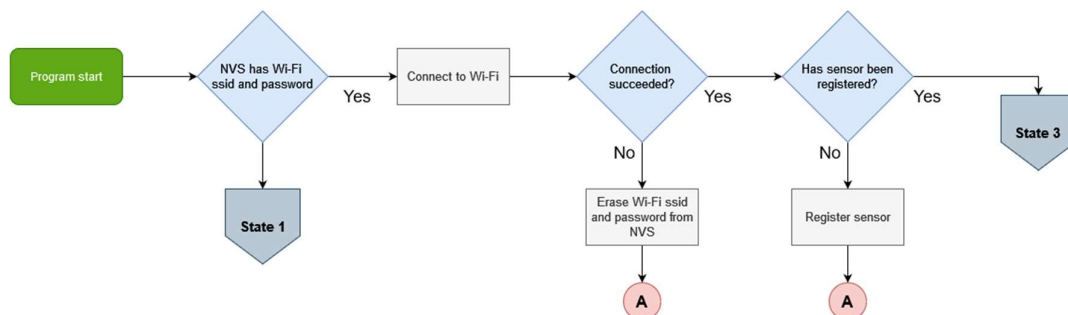 Program start
NVS has Wi-Fi
ssid and password
Yes
Connect to Wi-Fi
Connection
succeeded?
Yes
Has sensor been
registered?
Yes
State 3
State 1
No
Erase Wi-Fi ssid
and password from
NVS
A
No
Register sensor
A